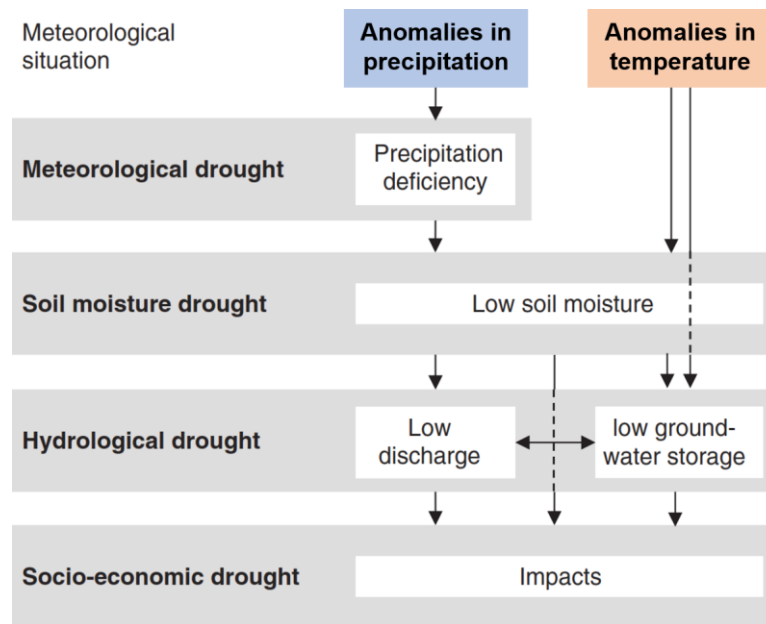 Meteorological
situation
Anomalies in
precipitation
Anomalies in
temperature
Meteorological drought
Precipitation
deficiency
Soil moisture drought
Low soil moisture
Hydrological drought
Low
discharge
low ground-
water storage
Socio-economic drought
Impacts